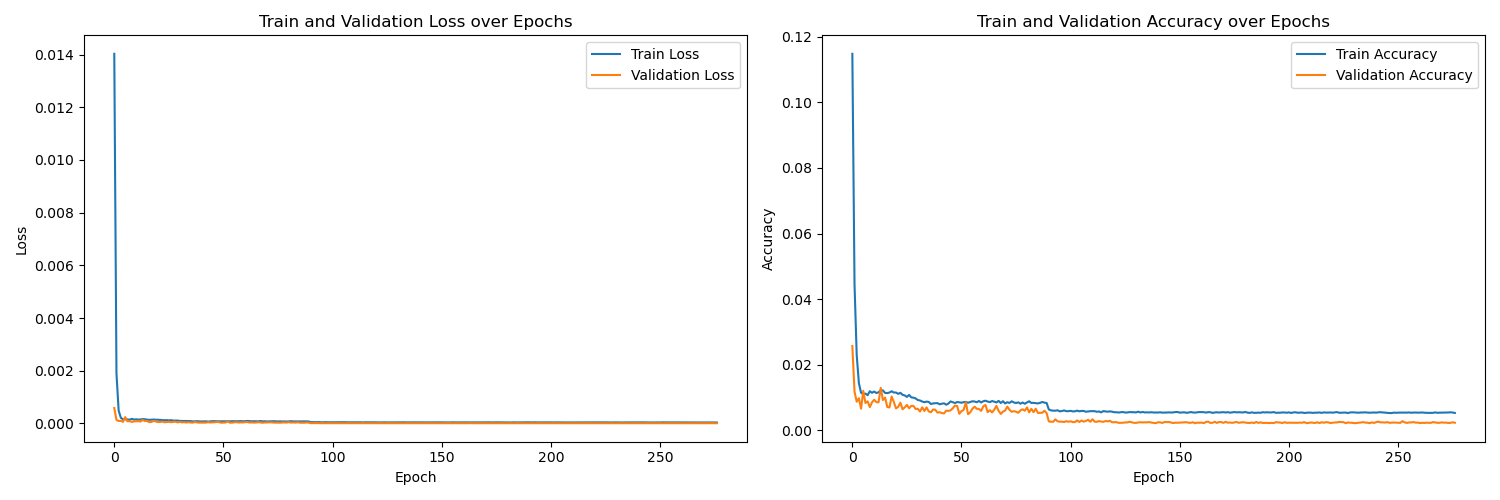 Train and Validation Loss over Epochs
Train Loss
Validation Loss
0.014
0.012
0.010
0.008
0.006
0.004
0.002
0.000
Loss
0
50
100
150
200
250
Epoch
Train and Validation Accuracy over Epochs
Train Accuracy
Validation Accuracy
0.12
0.10
0.08
0.06
0.04
0.02
0.00
Accuracy
0
50
100
150
200
250
Epoch